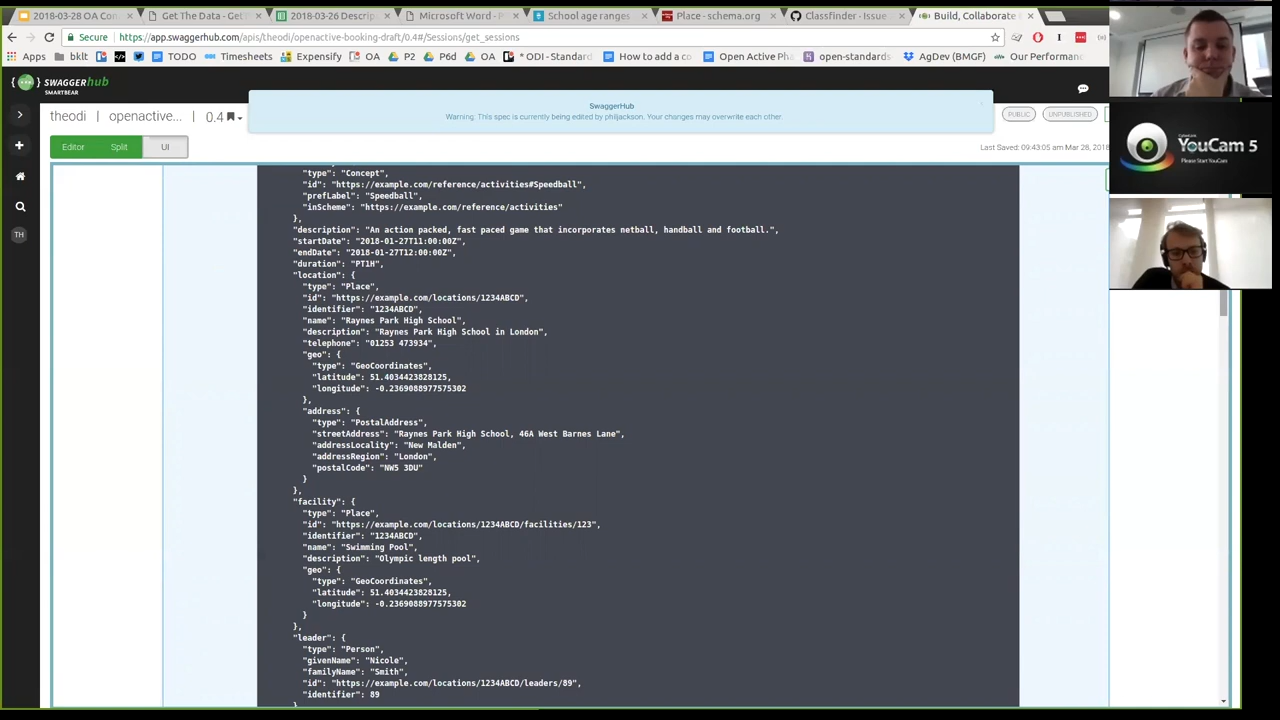 2018-03-28 OA Con
Get The Data - Get
2018-03-26 Descrip
Microsoft Word - P
School age ranges
Place - schema.org
Classfinder - Issue
Build, Collaborate
Secure
https://app.swaggerhub.com/apis/theodi/openactive-booking-draft/0.4#/Sessions/get_sessions
Apps
bklt
TODO
Timesheets
Expensify
OA
P2
P6d
OA
* ODI - Standard
How to add a co
Open Active Pha
open-standards
AgDev (BMGF)
Our Performanc
SWAGGERhub
SMARTBEAR
theodi
openactive...
0.4
SwaggerHub
Warning. This spec is currently being edited by philjackson. Your changes may overwrite each other.
PUBLIC
UNPUBLISHED
Editor
Split
UI
Last Saved: 09:43:05 am Mar 28, 2018
TH
"type": "Concept",
"id": "https://example.com/reference/activities#Speedball",
"prefLabel": "Speedball",
"inScheme": "https://example.com/reference/activities"
},
"description": "An action packed, fast paced game that incorporates netball, handball and football.",
"startDate": "2018-01-27T11:00:00Z",
"endDate": "2018-01-27T12:00:00Z",
"duration": "PT1H",
"location": {
"type": "Place",
"id": "https://example.com/locations/1234ABCD",
"identifier": "1234ABCD",
"name": "Raynes Park High School",
"description": "Raynes Park High School in London",
"telephone": "01253 473934",
"geo": {
"type": "GeoCoordinates",
"latitude": 51.4034423828125,
"longitude": -0.2369088977575302
},
"address": {
"type": "PostalAddress",
"streetAddress": "Raynes Park High School, 46A West Barnes Lane",
"addressLocality": "New Malden",
"addressRegion": "London",
"postalCode": "NW5 3DU"
}
},
"facility": {
"type": "Place",
"id": "https://example.com/locations/1234ABCD/facilities/123",
"identifier": "1234ABCD",
"name": "Swimming Pool",
"description": "Olympic length pool",
"geo": {
"type": "GeoCoordinates",
"latitude": 51.4034423828125,
"longitude": -0.2369088977575302
}
},
"leader": {
"type": "Person",
"givenName": "Nicole",
"familyName": "Smith",
"id": "https://example.com/locations/1234ABCD/leaders/89",
"identifier": 89
}
CyberLink
YouCam 5
Please Start YouCam